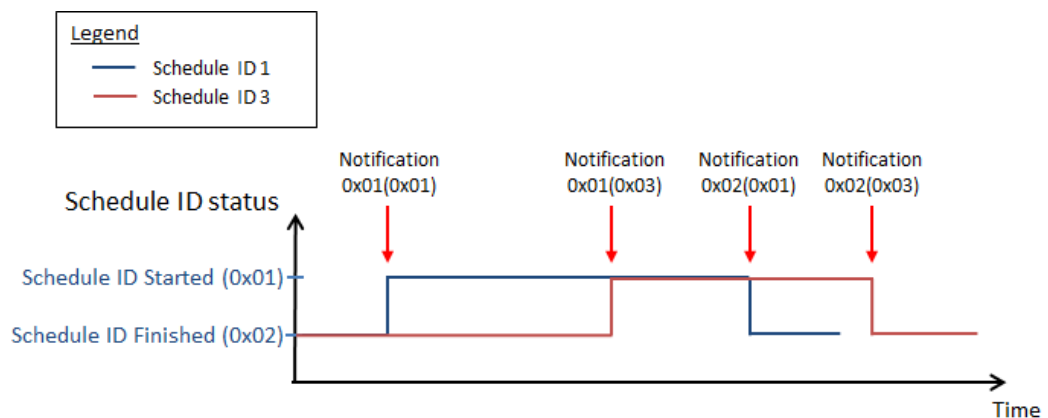 Legend
Schedule ID 1
Schedule ID 3
Notification Notification Notification Notification
0x01(0x01) 0x01(0x03) 0x02(0x01) 0x02(0x03)
Schedule ID status
Schedule ID Started (0x01)
Schedule ID Finished (0x02)
Time